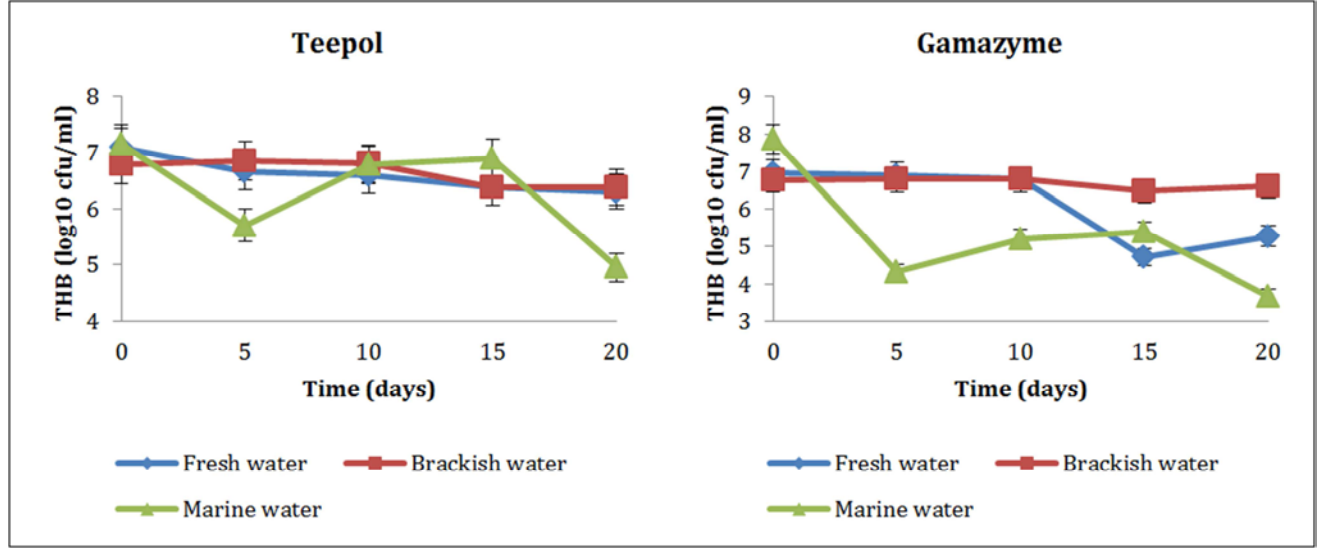 Teepol
THB (log10 cfu/ml)
8
7
6
5
4
0 5 10 15 20
Time (days)
Fresh water Brackish water
Marine water
Gamazyme
THB (log10 cfu/ml)
9
8
7
6
5
4
3
0 5 10 15 20
Time (days)
Fresh water Brackish water
Marine water